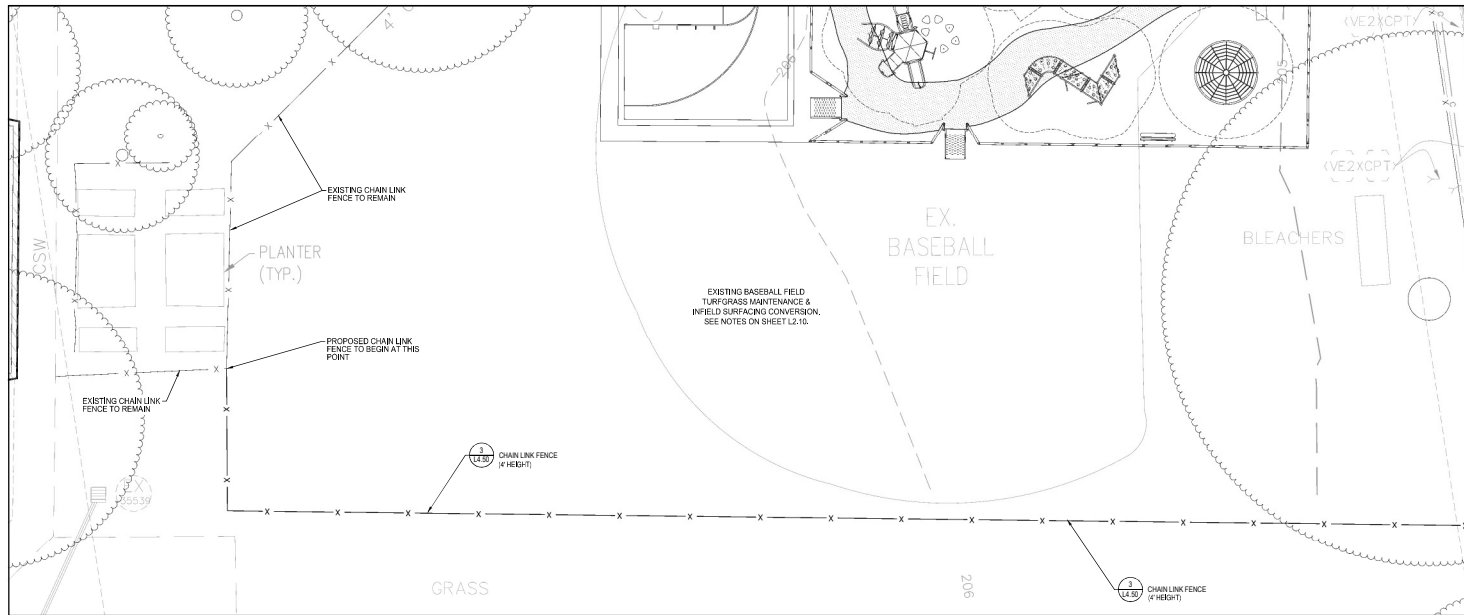 4'
(VE2XCPT)
206
205
(VE2XCPT)
EXISTING CHAIN LINK
FENCE TO REMAIN
CSW
PLANTER
(TYP.)
EX.
BASEBALL
FIELD
BLEACHERS
EXISTING BASEBALL FIELD
TURFGRASS MAINTENANCE &
INFIELD SURFACING CONVERSION.
SEE NOTES ON SHEET L2.10.
PROPOSED CHAIN LINK
FENCE TO BEGIN AT THIS
POINT
EXISTING CHAIN LINK
FENCE TO REMAIN
3
L4.50
CHAIN LINK FENCE
(4' HEIGHT)
EX
GRASS
206
3
L4.50
CHAIN LINK FENCE
(4' HEIGHT)